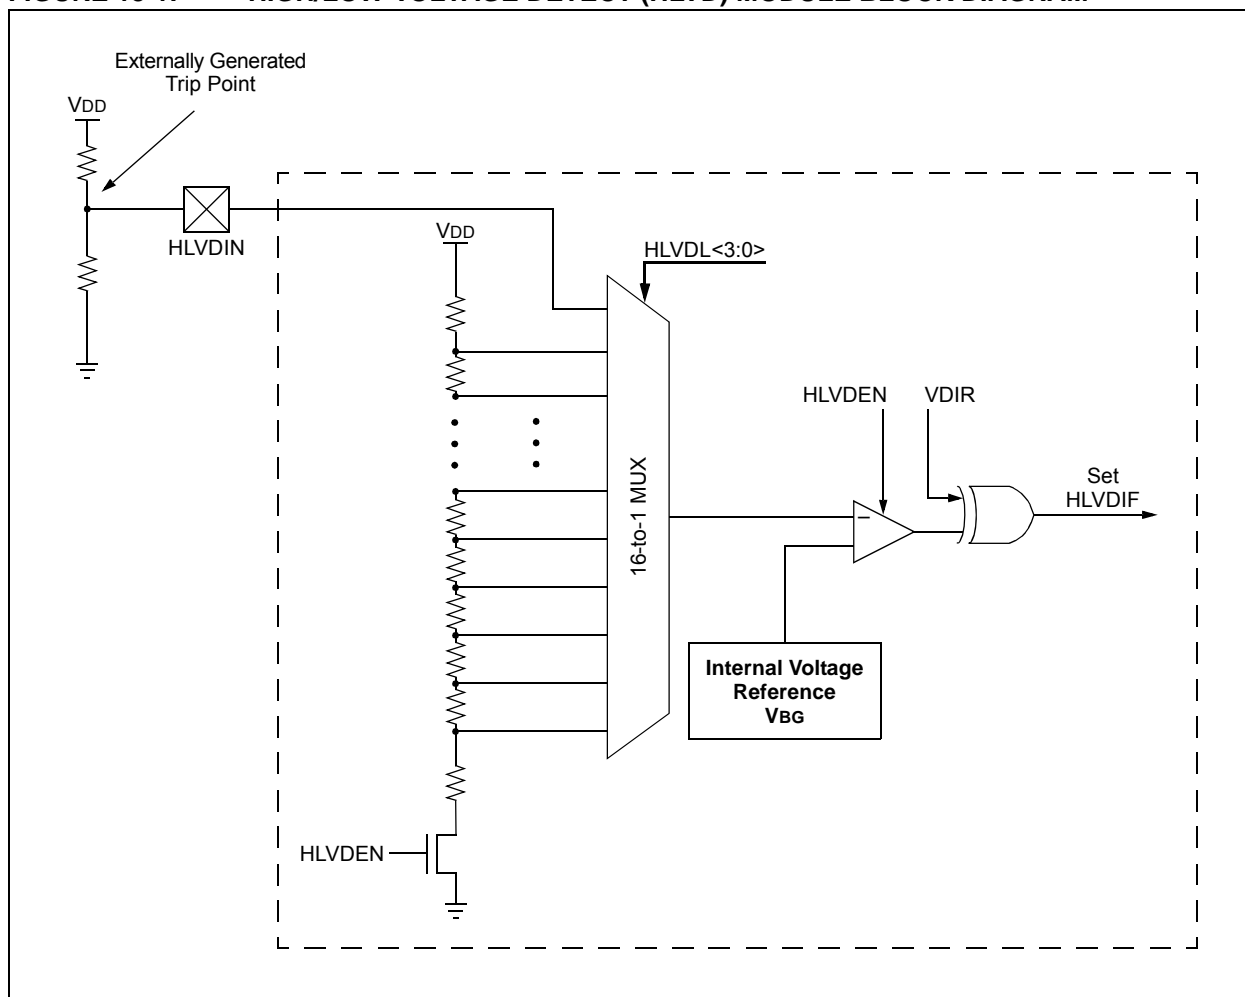 Externally Generated
Trip Point
VDD
HLVDIN
VDD
HLVDL<3:0>
16-to-1 MUX
HLVDEN
VDIR
Set
HLVDIF
–
Internal Voltage
Reference
VBG
HLVDEN